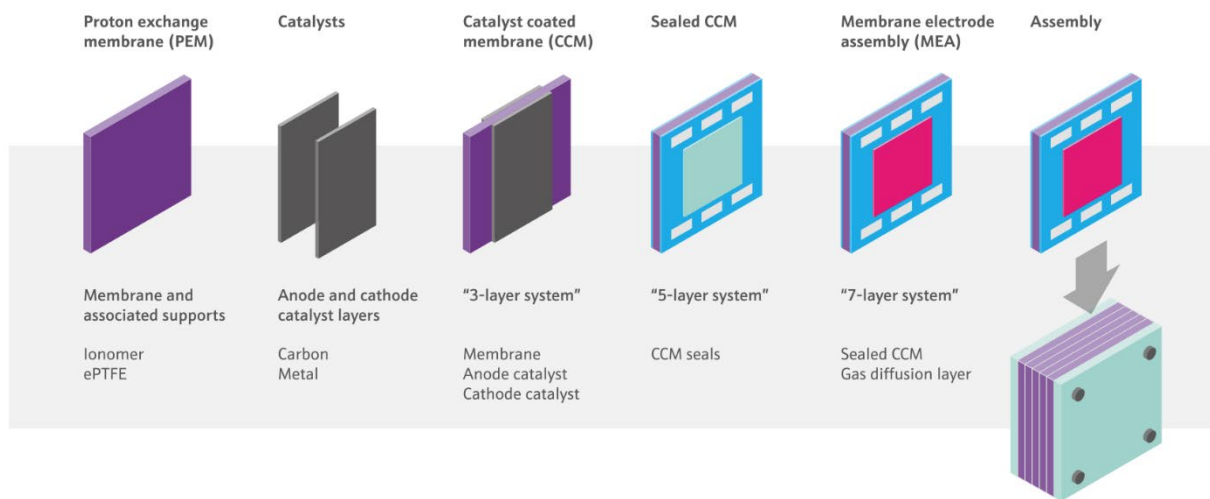 Proton exchange
membrane (PEM)
Catalysts
Catalyst coated
membrane (CCM)
Sealed CCM
Membrane electrode
assembly (MEA)
Assembly
Membrane and
associated supports
Ionomer
ePTFE
Anode and cathode
catalyst layers
Carbon
Metal
“3-layer system”
Membrane
Anode catalyst
Cathode catalyst
“5-layer system”
CCM seals
“7-layer system”
Sealed CCM
Gas diffusion layer